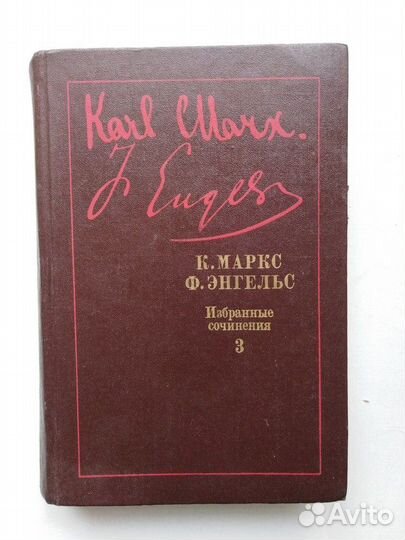 Karl Marx.
F Engels
К. МАРКС
Ф. ЭНГЕЛЬС
Избранные
сочинения
3
Avito